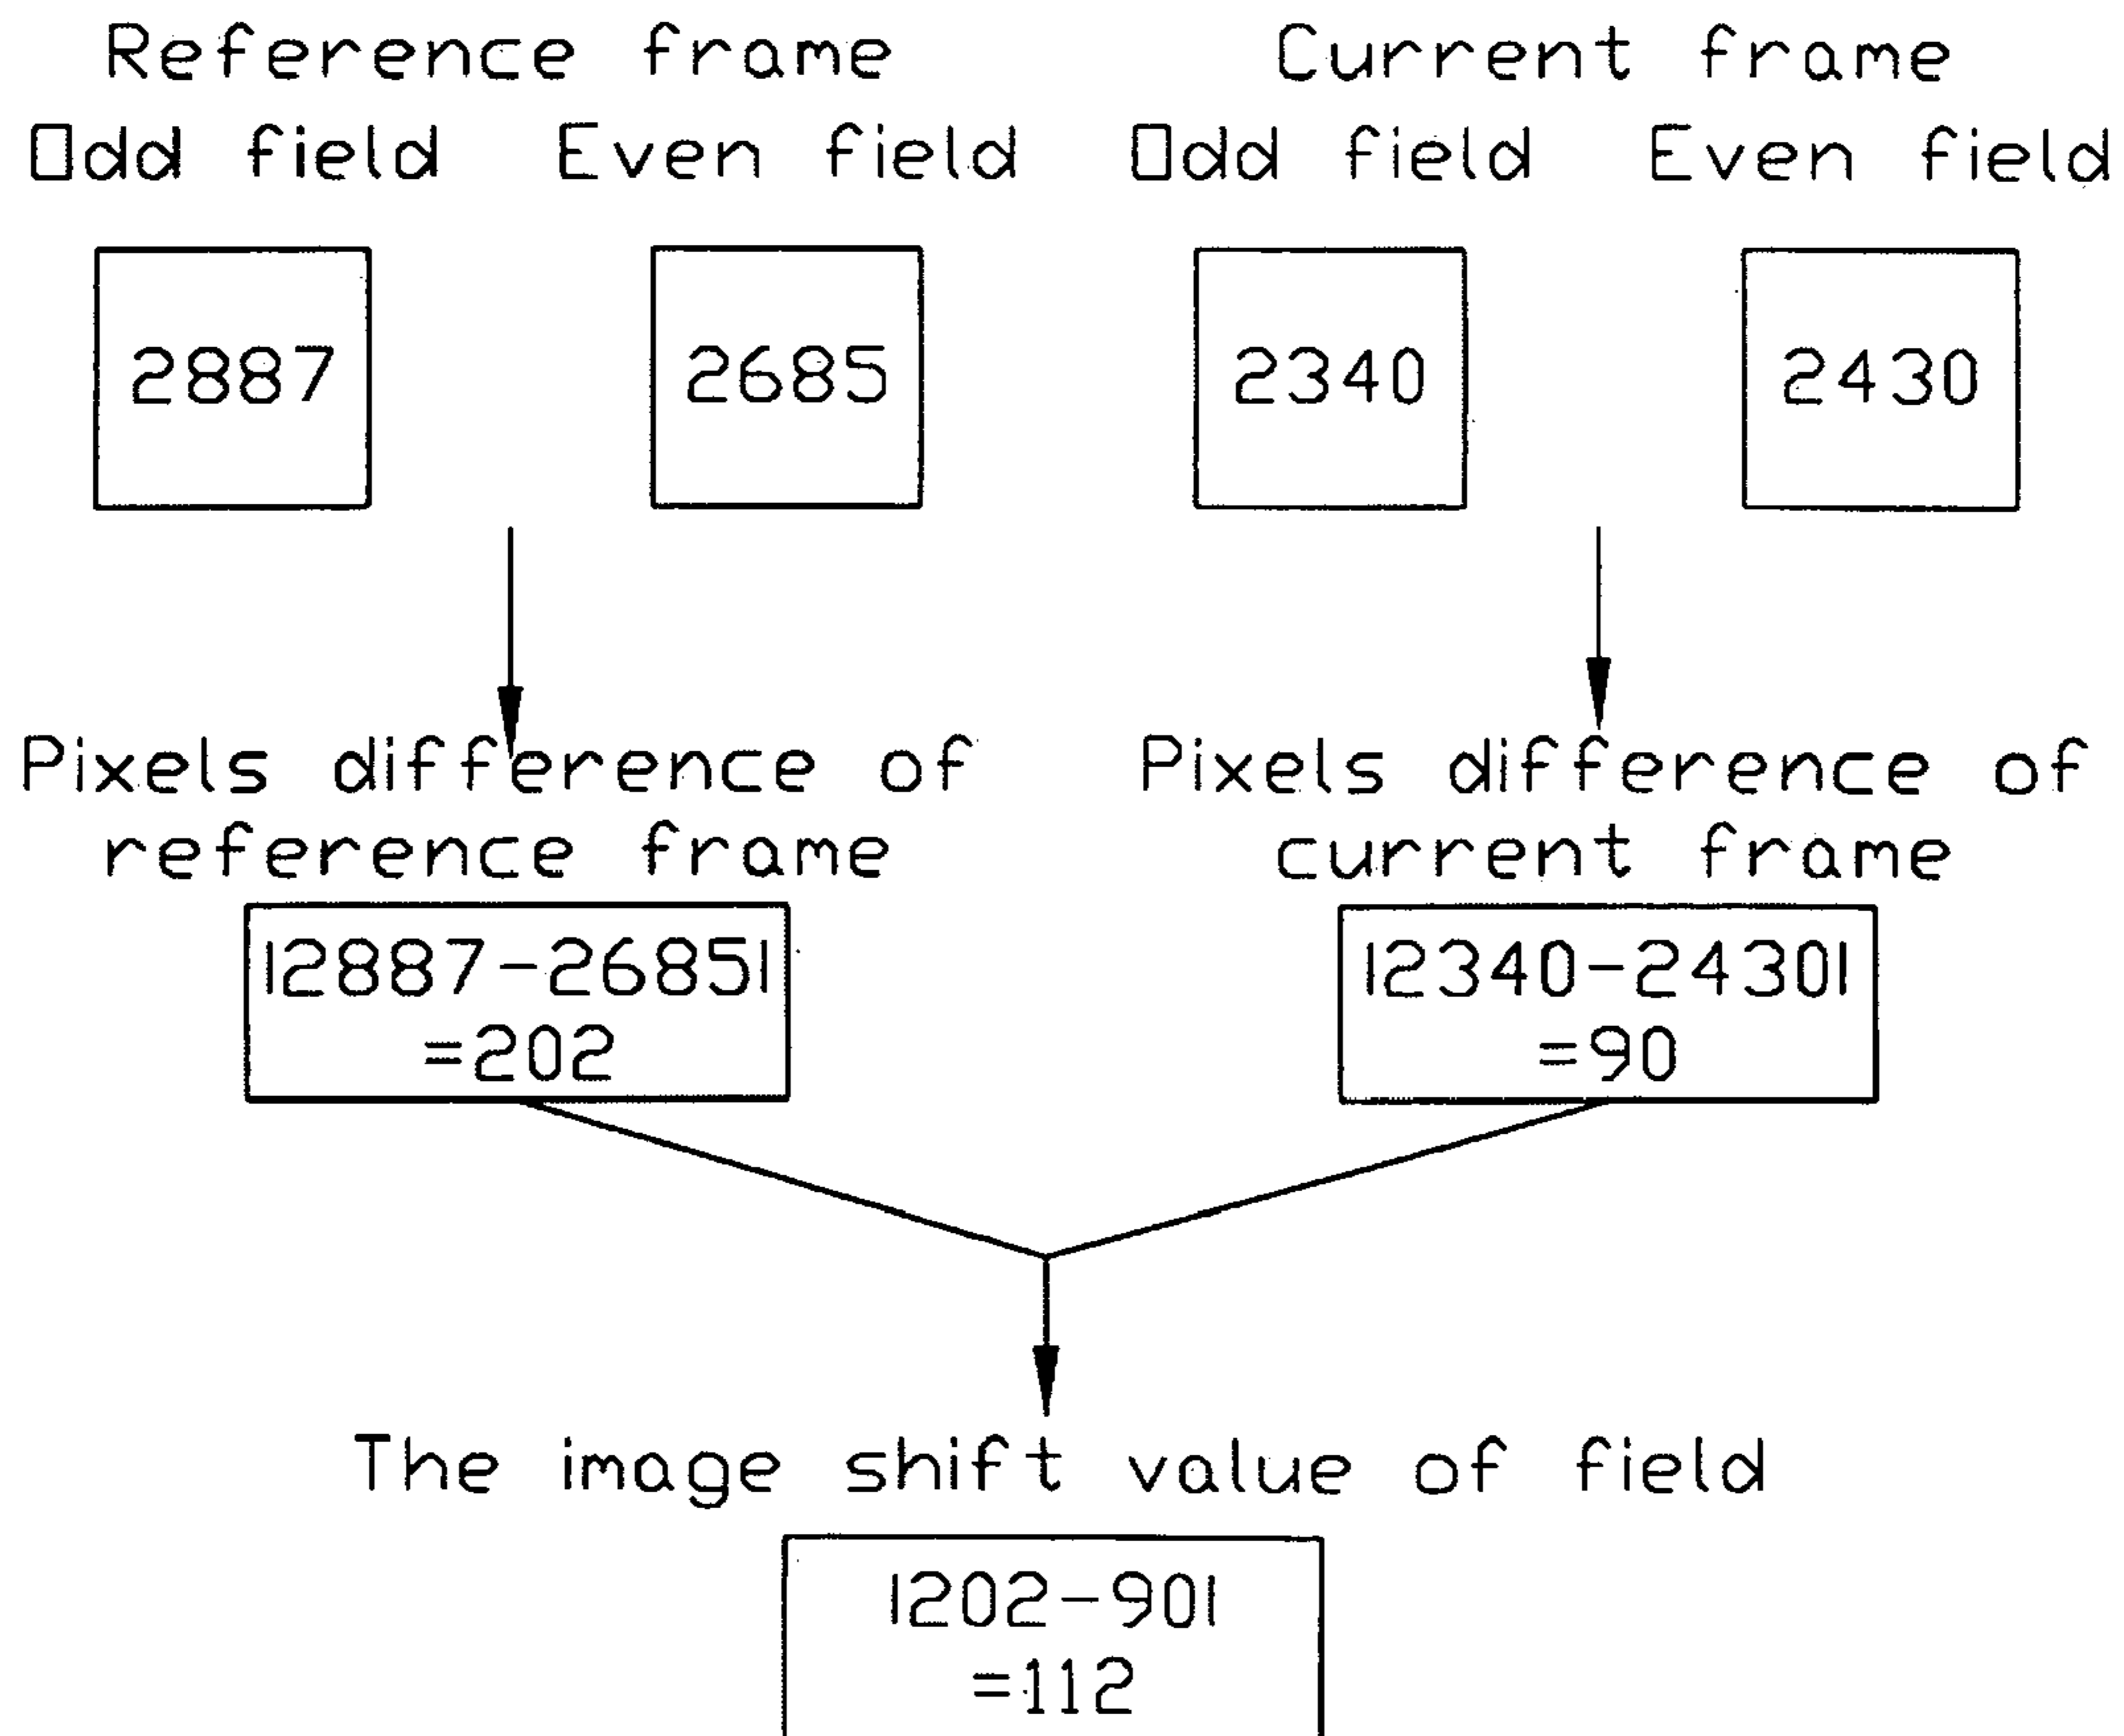 Reference frame
Odd field Even field
Current frame
Odd field Even field
2887
2685
2340
2430
Pixels difference of
reference frame
|2887-2685|
=202
Pixels difference of
current frame
|2340-2430|
=90
The image shift value of field
|202-90|
=112